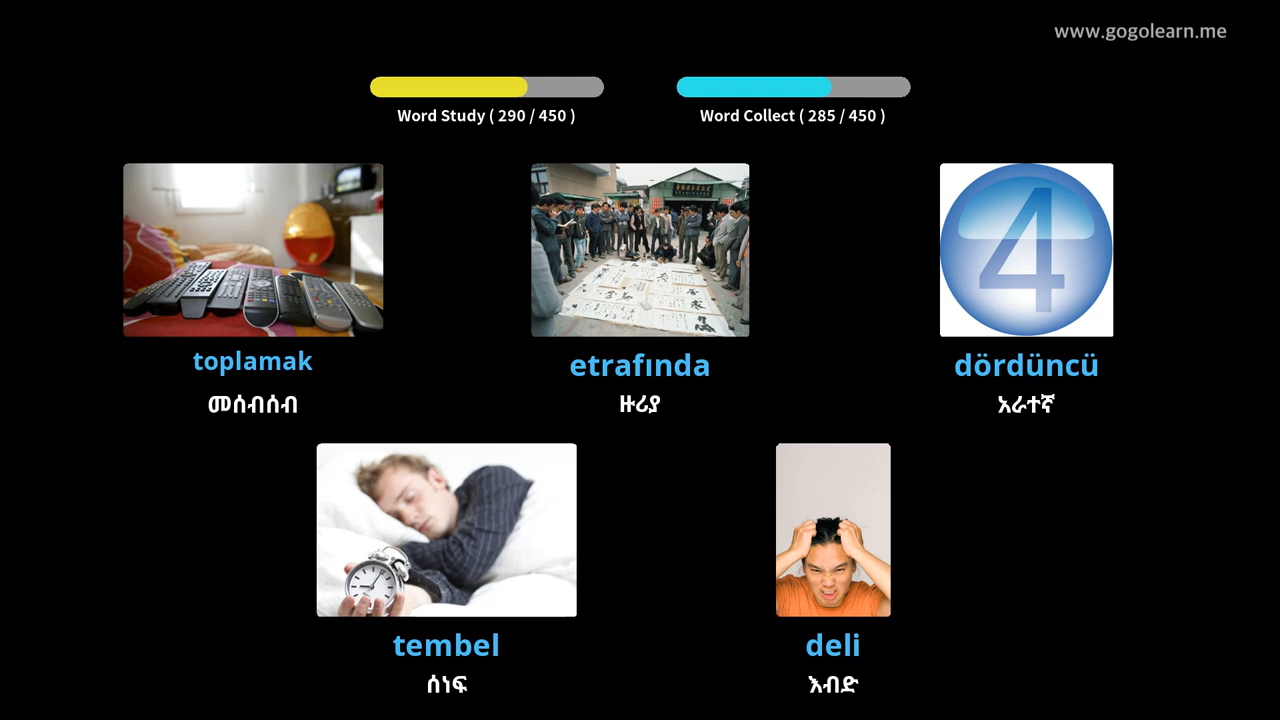 www.gogolearn.me
Word Study ( 290 / 450 )
Word Collect ( 285 / 450 )
4
toplamak
etrafında
dördüncü
መሰብሰብ
ዙሪያ
አራተኛ
tembel
deli
ሰነፍ
እብድ